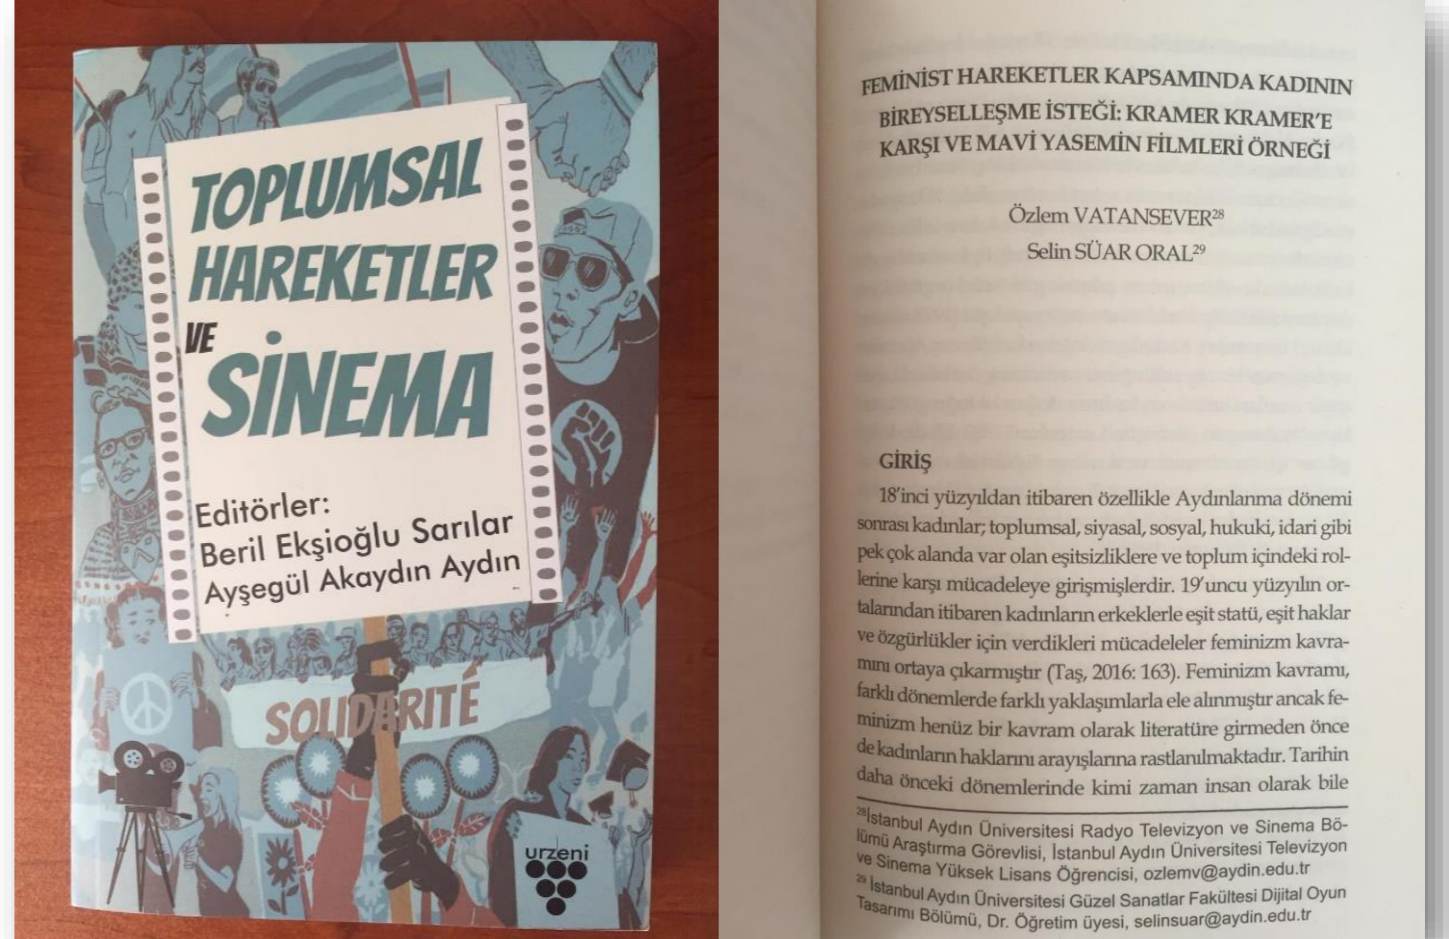 TOPLUMSAL
HAREKETLER
VE
SİNEMA
Editörler:
Beril Ekşioğlu Sarılar
Ayşegül Akaydın Aydın
SOLIDARITÉ
urzeni
FEMINİST HAREKETLER KAPSAMINDA KADININ
BİREYSELLEŞME İSTEĞİ: KRAMER KRAMER'E
KARŞI VE MAVİ YASEMİN FİLMLERİ ÖRNEĞİ
Özlem VATANSEVER28
Selin SÜAR ORAL29
GİRİŞ
18'inci yüzyıldan itibaren özellikle Aydınlanma dönemi
sonrası kadınlar; toplumsal, siyasal, sosyal, hukuki, idari gibi
pek çok alanda var olan eşitsizliklere ve toplum içindeki rol-
lerine karşı mücadeleye girişmişlerdir. 19'uncu yüzyılın or-
talarından itibaren kadınların erkeklerle eşit statü, eşit haklar
ve özgürlükler için verdikleri mücadeleler feminizm kavra-
mını ortaya çıkarmıştır (Taş, 2016: 163). Feminizm kavramı,
farklı dönemlerde farklı yaklaşımlarla ele alınmıştır ancak fe-
minizm henüz bir kavram olarak literatüre girmeden önce
de kadınların haklarını arayışlarına rastlanılmaktadır. Tarihin
daha önceki dönemlerinde kimi zaman insan olarak bile
28İstanbul Aydın Üniversitesi Radyo Televizyon ve Sinema Bö-
lümü Araştırma Görevlisi, İstanbul Aydın Üniversitesi Televizyon
ve Sinema Yüksek Lisans Öğrencisi, ozlemv@aydin.edu.tr
29 İstanbul Aydın Üniversitesi Güzel Sanatlar Fakültesi Dijital Oyun
Tasarımı Bölümü, Dr. Öğretim üyesi, selinsuar@aydin.edu.tr